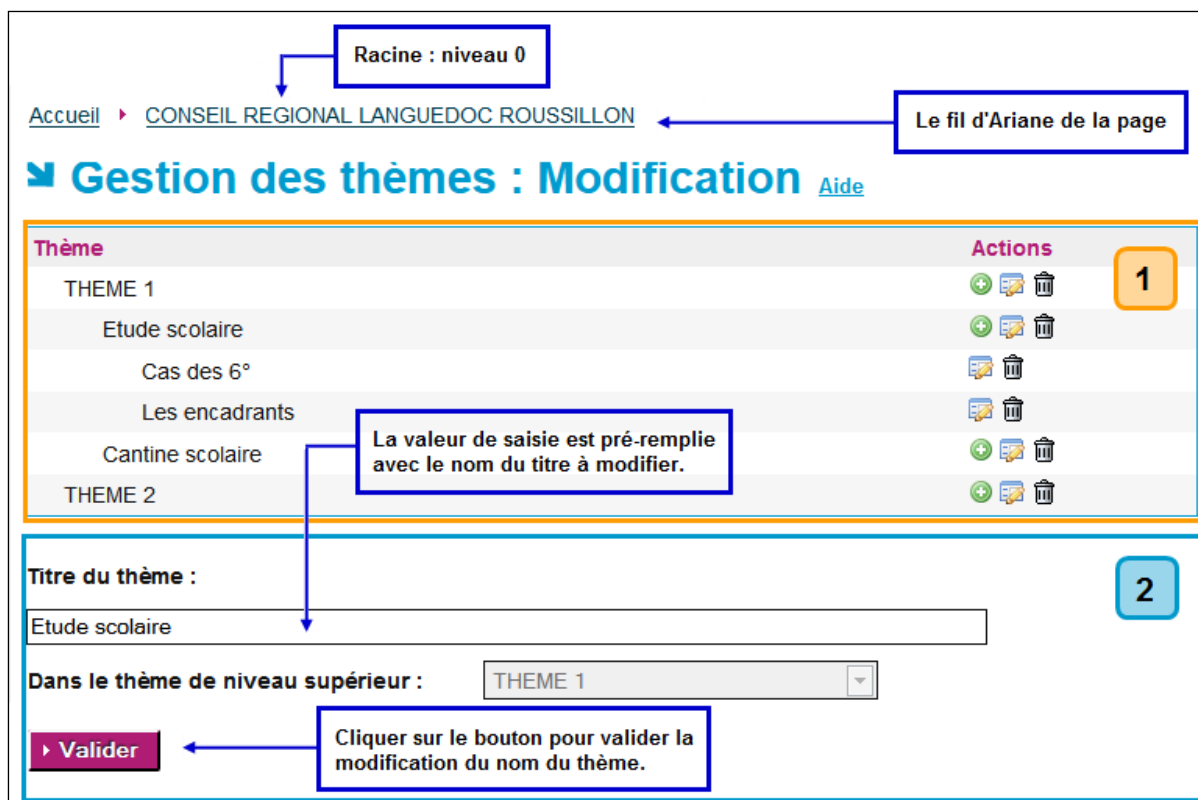 Racine : niveau 0
Accueil CONSEIL REGIONAL LANGUEDOC ROUSSILLON
Le fil d'Ariane de la page
Gestion des thèmes : Modification Aide
Thème Actions
1
THEME 1
Etude scolaire
Cas des 6°
Les encadrants
La valeur de saisie est pré-remplie
avec le nom du titre à modifier.
Cantine scolaire
THEME 2
Titre du thème :
2
Etude scolaire
Dans le thème de niveau supérieur : THEME 1
Valider
Cliquer sur le bouton pour valider la
modification du nom du thème.